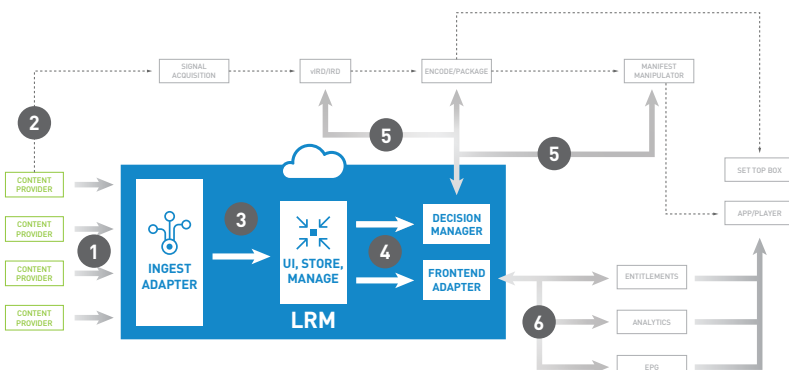 SIGNAL
ACQUISITION
vIRD/IRD
ENCODE/PACKAGE
MANIFEST
MANIPULATOR
2
5
5
SET TOP BOX
APP/PLAYER
CONTENT
PROVIDER
CONTENT
PROVIDER
CONTENT
PROVIDER
CONTENT
PROVIDER
1
INGEST
ADAPTER
3
UI, STORE,
MANAGE
4
DECISION
MANAGER
FRONTEND
ADAPTER
LRM
6
ENTITLEMENTS
ANALYTICS
EPG